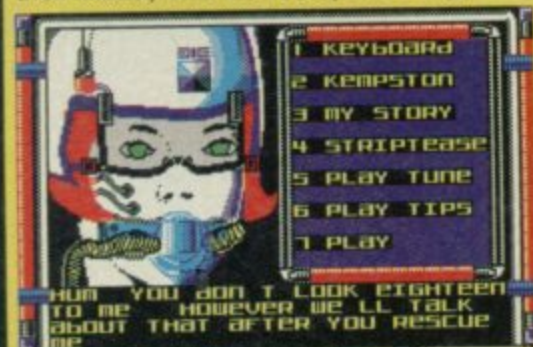 1 KEYBOARD
2 KEMPSTON
3 MY STORY
4 STRIPTEASE
5 PLAY TUNE
6 PLAY TIPS
7 PLAY
HUM YOU DON T LOOK EIGHTEEN
TO ME HOWEVER WE LL TALK
ABOUT THAT AFTER YOU RESCUE
ME